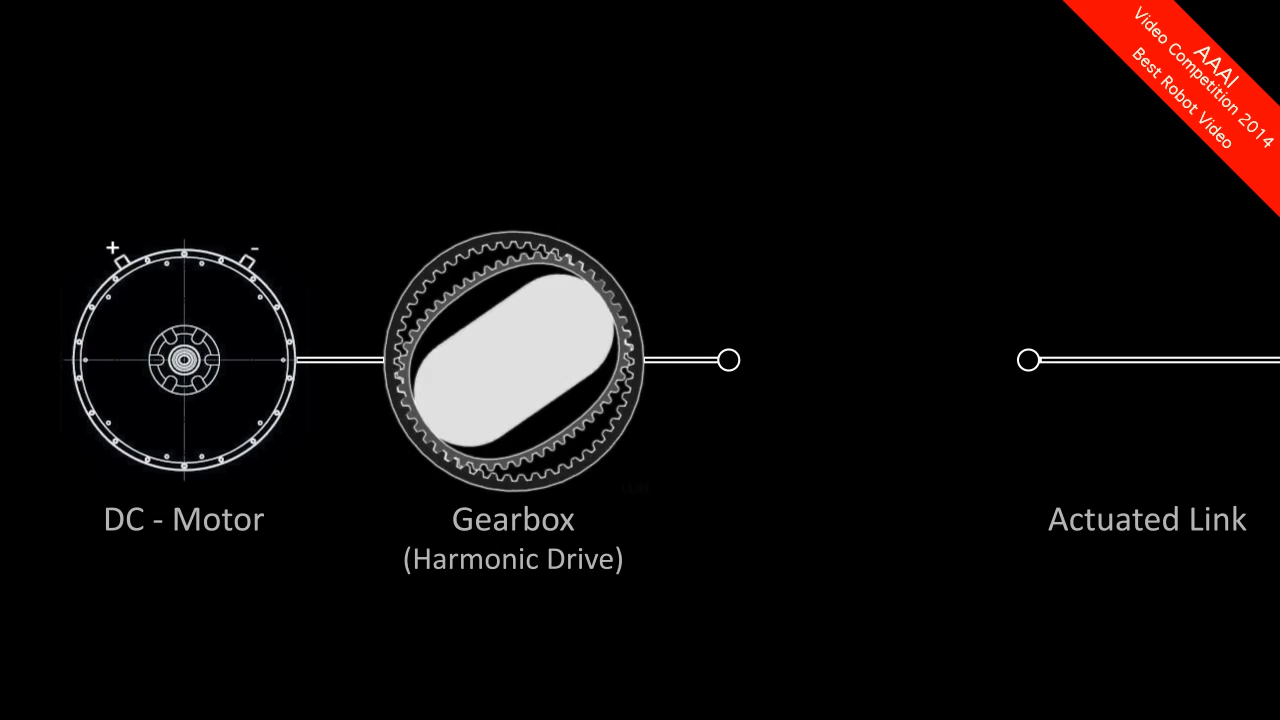 AAAI
Video Competition 2014
Best Robot Video
+
-
DC - Motor
Gearbox
(Harmonic Drive)
Actuated Link